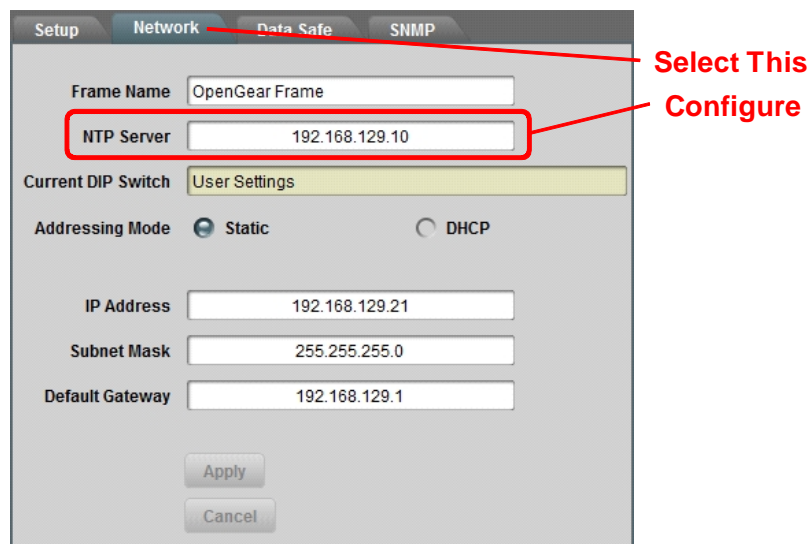 Setup Network Data Safe SNMP
Select This
Frame Name OpenGear Frame
Configure
NTP Server 192.168.129.10
Current DIP Switch User Settings
Addressing Mode Static DHCP
IP Address 192.168.129.21
Subnet Mask 255.255.255.0
Default Gateway 192.168.129.1
Apply
Cancel